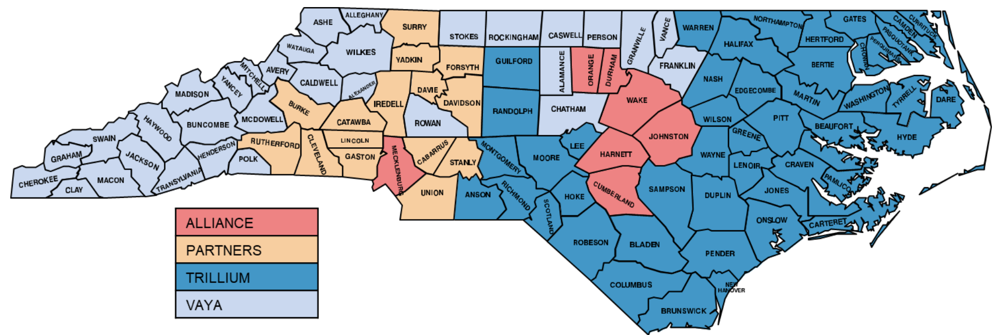 ASHE
ALLEGHANY
SURRY
STOKES
ROCKINGHAM
CASWELL
PERSON
GRANVILLE
VANCE
WARREN
NORTHAMPTON
GATES
CAMDEN
CURRITUCK
PASQUOTANK
PERQUIMANS
CHOWAN
HERTFORD
HALIFAX
BERTIE
WATAUGA
WILKES
YADKIN
FORSYTH
GUILFORD
ALAMANCE
ORANGE
DURHAM
FRANKLIN
NASH
EDGECOMBE
MARTIN
WASHINGTON
TYRRELL
DARE
MITCHELL
AVERY
YANCEY
MADISON
CALDWELL
ALEXANDER
IREDELL
DAVIE
DAVIDSON
RANDOLPH
CHATHAM
WAKE
BURKE
CATAWBA
ROWAN
JOHNSTON
WILSON
PITT
BEAUFORT
HYDE
HAYWOOD
BUNCOMBE
MCDOWELL
SWAIN
GRAHAM
JACKSON
HENDERSON
RUTHERFORD
POLK
CLEVELAND
LINCOLN
GASTON
MECKLENBURG
CABARRUS
STANLY
MONTGOMERY
MOORE
LEE
HARNETT
WAYNE
GREENE
LENOIR
CRAVEN
PAMLICO
CHEROKEE
CLAY
MACON
TRANSYLVANIA
UNION
ANSON
RICHMOND
SCOTLAND
HOKE
CUMBERLAND
SAMPSON
DUPLIN
JONES
ONSLOW
CARTERET
ROBESON
BLADEN
PENDER
COLUMBUS
NEW
HANOVER
BRUNSWICK
ALLIANCE
PARTNERS
TRILLIUM
VAYA